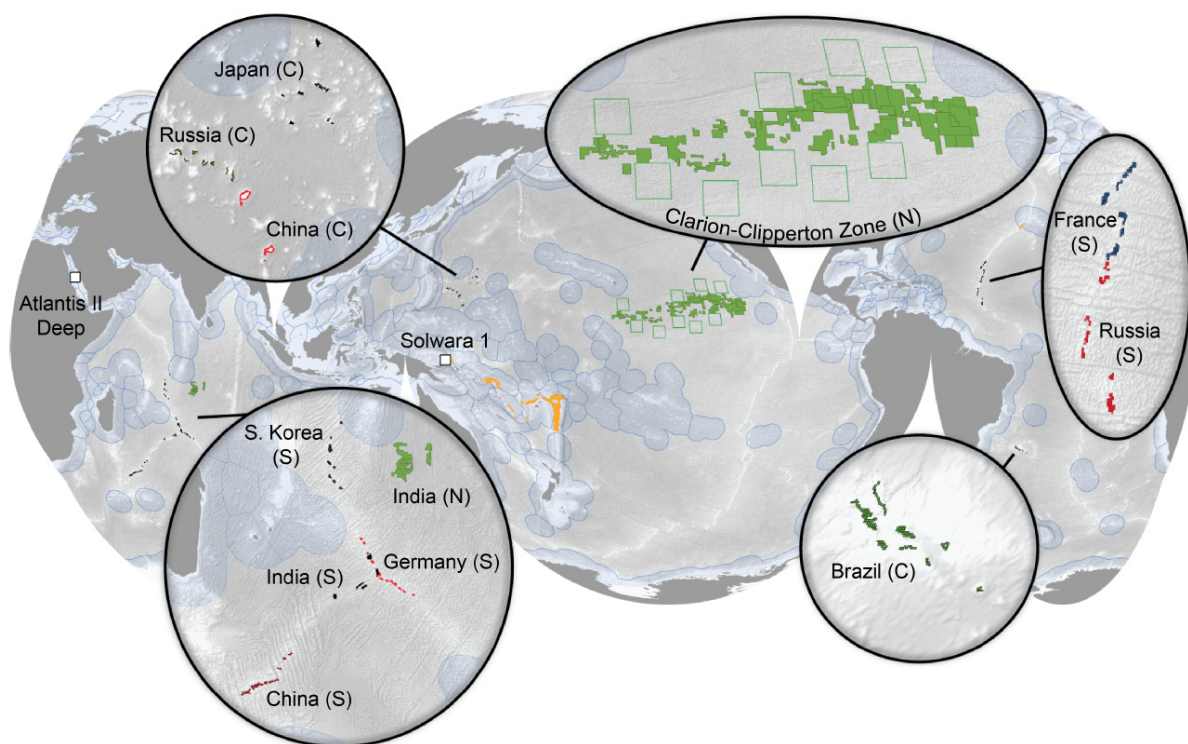 Japan (C)
Russia (C)
China (C)
Clarion-Clipperton Zone (N)
France
(S)
Russia
(S)
Atlantis II
Deep
Solwara 1
S. Korea
(S)
India (N)
Germany (S)
India (S)
China (S)
Brazil (C)